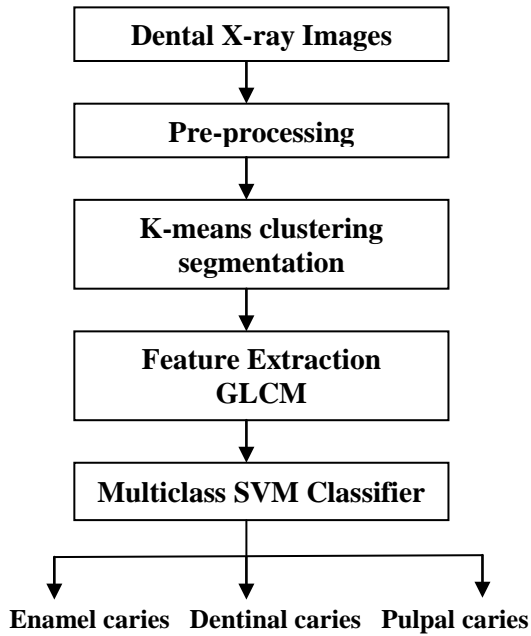 Dental X-ray Images
Pre-processing
K-means clustering
segmentation
Feature Extraction
GLCM
Multiclass SVM Classifier
Enamel caries Dentinal caries Pulpal caries